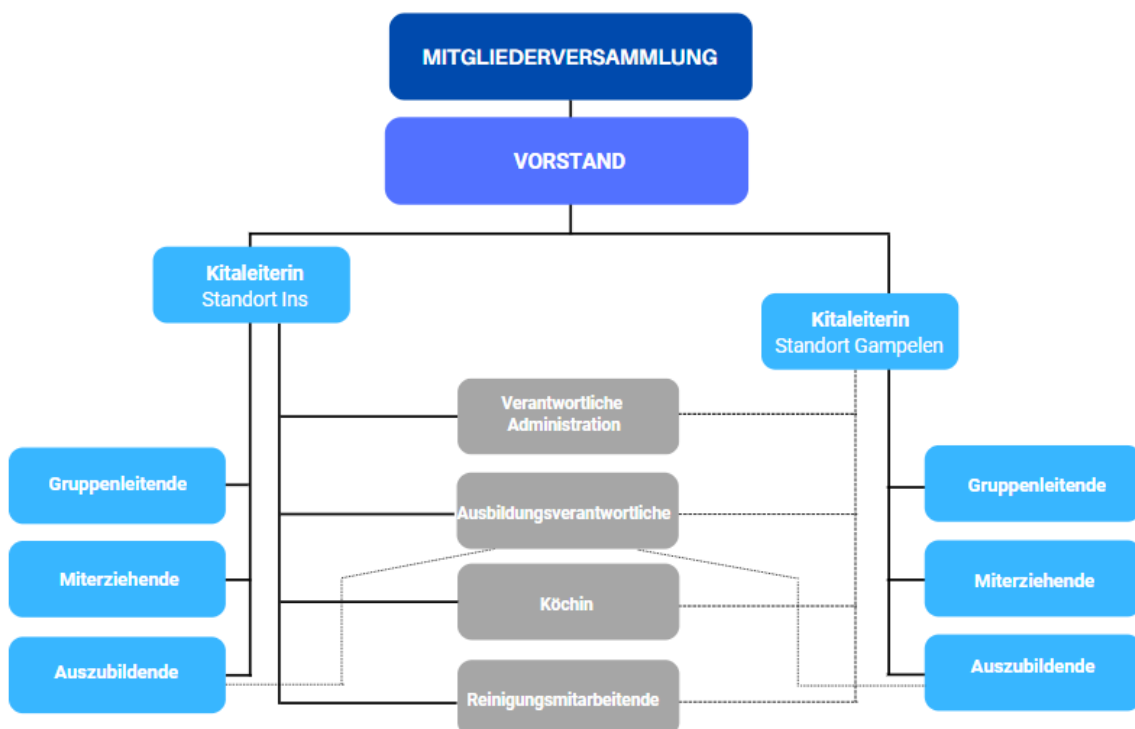 MITGLIEDERVERSAMMLUNG
VORSTAND
Kitaleiterin
Standort Ins
Kitaleiterin
Standort Gampelen
Verantwortliche
Administration
Gruppenleitende
Gruppenleitende
Ausbildungsverantwortliche
Miterziehende
Miterziehende
Köchin
Auszubildende
Auszubildende
Reinigungsmitarbeitende